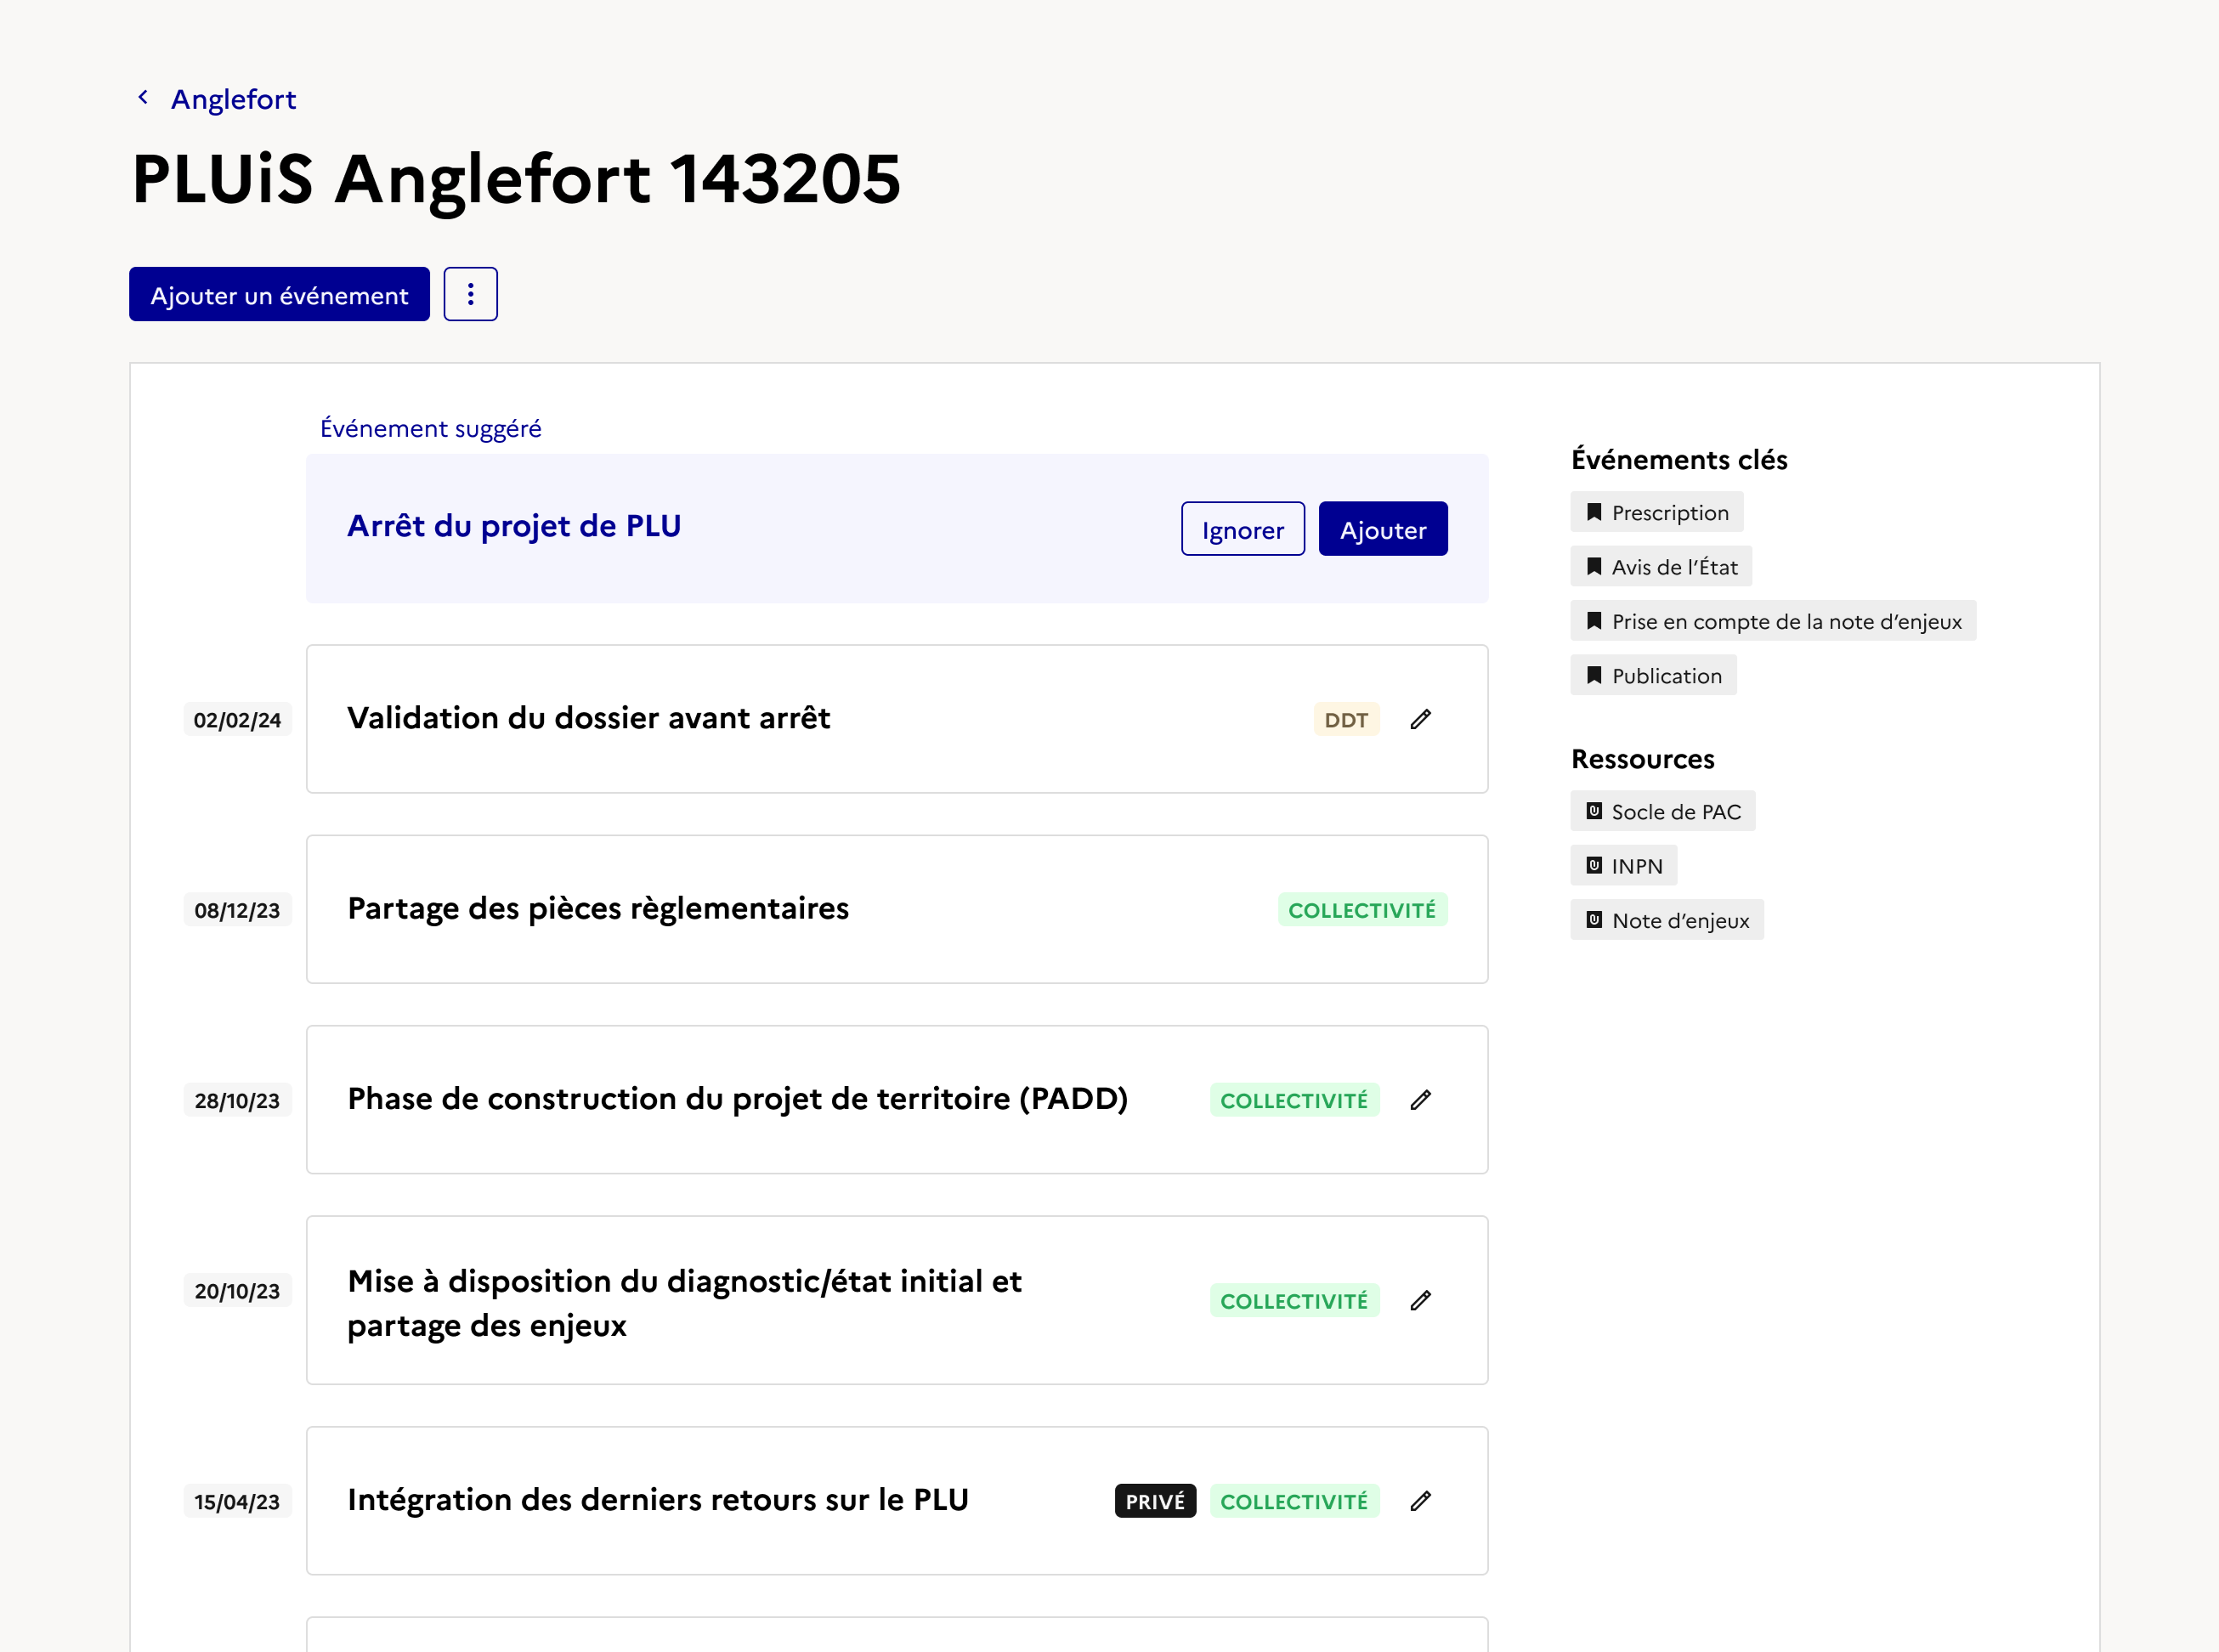 Anglefort
PLUiS Anglefort 143205
Ajouter un événement
Événement suggéré
Arrêt du projet de PLU
Ignorer
Ajouter
02/02/24
Validation du dossier avant arrêt
DDT
08/12/23
Partage des pièces règlementaires
COLLECTIVITÉ
28/10/23
Phase de construction du projet de territoire (PADD)
COLLECTIVITÉ
20/10/23
Mise à disposition du diagnostic/état initial et
partage des enjeux
COLLECTIVITÉ
15/04/23
Intégration des derniers retours sur le PLU
PRIVÉ
COLLECTIVITÉ
Événements clés
Prescription
Avis de l’État
Prise en compte de la note d’enjeux
Publication
Ressources
Socle de PAC
INPN
Note d’enjeux